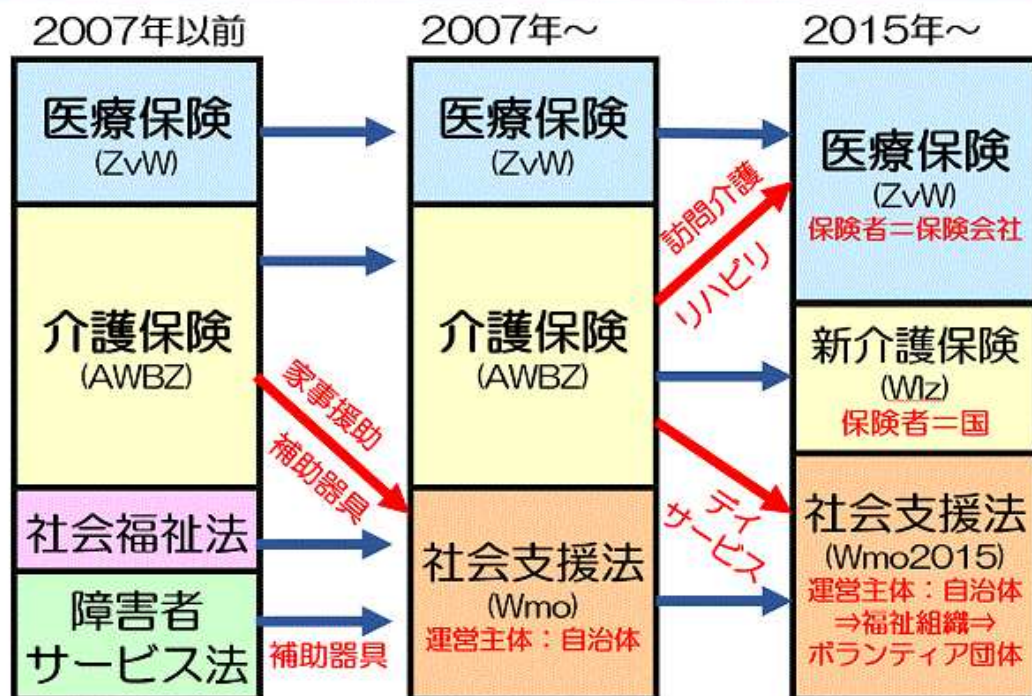 2007年以前
医療保険
(ZvW)
介護保険
(AWBZ)
社会福祉法
障害者
サービス法
家事援助
補助器具
補助器具
2007年～
医療保険
(ZvW)
介護保険
(AWBZ)
社会支援法
(Wmo)
運営主体：自治体
訪問介護
リハビリ
デイ
サービス
2015年～
医療保険
(ZvW)
保険者＝保険会社
新介護保険
(Wlz)
保険者＝国
社会支援法
(Wmo2015)
運営主体：自治体
⇒福祉組織⇒
ボランティア団体